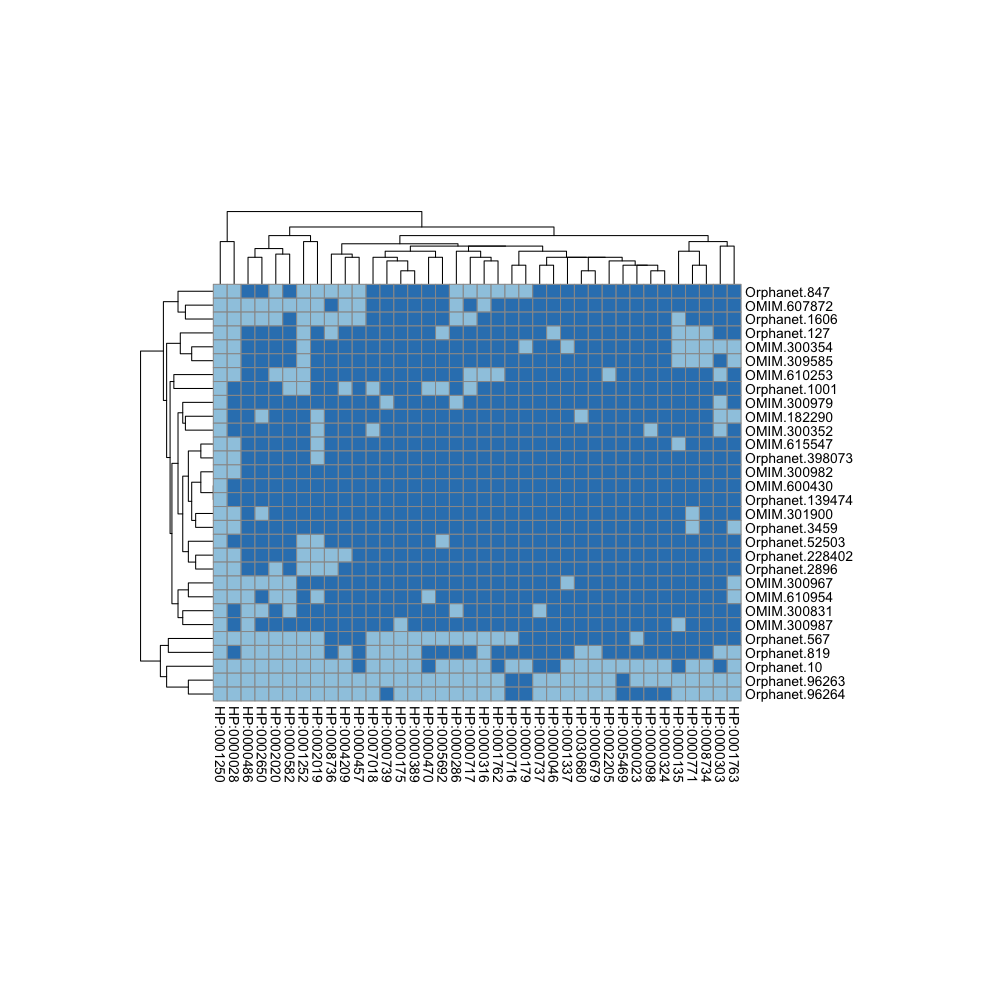 Orphanet.847
OMIM.607872
Orphanet.1606
Orphanet.127
OMIM.300354
OMIM.309585
OMIM.610253
Orphanet.1001
OMIM.300979
OMIM.182290
OMIM.300352
OMIM.615547
Orphanet.398073
OMIM.300982
OMIM.600430
Orphanet.139474
OMIM.301900
Orphanet.3459
Orphanet.52503
Orphanet.228402
Orphanet.2896
OMIM.300967
OMIM.610954
OMIM.300831
OMIM.300987
Orphanet.567
Orphanet.819
Orphanet.10
Orphanet.96263
Orphanet.96264
HP:0001250
HP:0000028
HP:0000486
HP:0002650
HP:0002020
HP:0000582
HP:0001252
HP:0002019
HP:0008736
HP:0004209
HP:0000457
HP:0007018
HP:0000739
HP:0000175
HP:0000389
HP:0000470
HP:0005692
HP:0000286
HP:0000717
HP:0000316
HP:0001762
HP:0000716
HP:0000179
HP:0000737
HP:0000046
HP:0001337
HP:0030680
HP:0000679
HP:0002205
HP:0005469
HP:0000023
HP:0000098
HP:0000324
HP:0000135
HP:0000771
HP:0008734
HP:0000303
HP:0001763